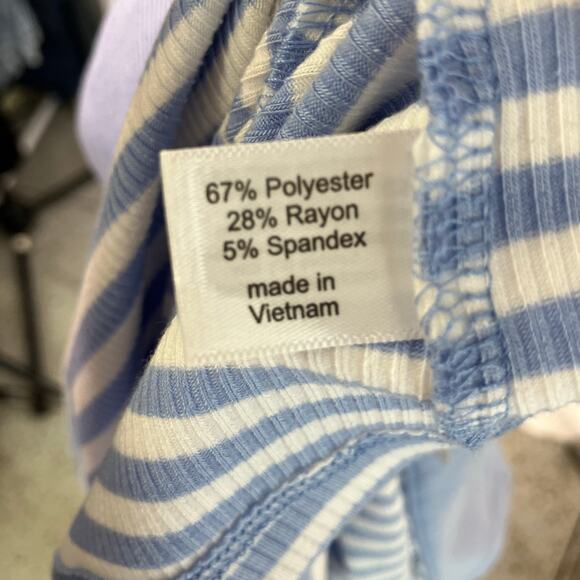 67% Polyester
28% Rayon
5% Spandex
made in
Vietnam